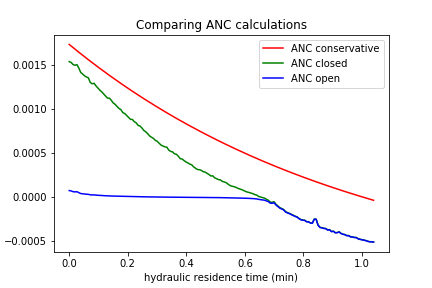 Comparing ANC calculations
ANC conservative
ANC closed
ANC open
0.0015
0.0010
0.0005
0.0000
−0.0005
0.0 0.2 0.4 0.6 0.8 1.0
hydraulic residence time (min)